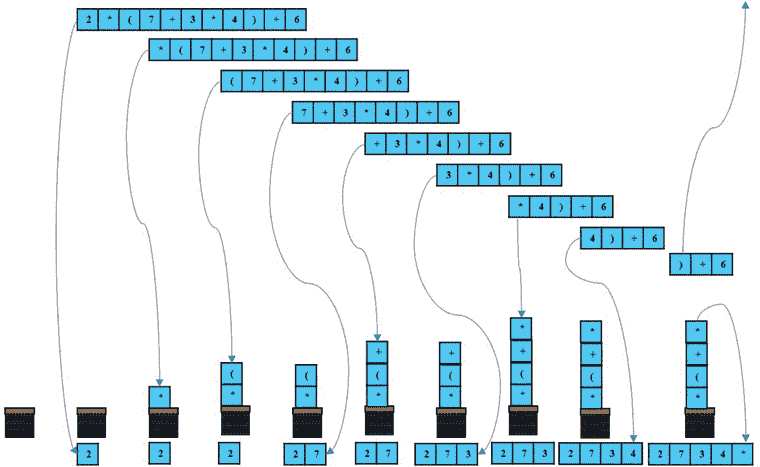 2 * ( 7 + 3 * 4 ) + 6
* ( 7 + 3 * 4 ) + 6
( 7 + 3 * 4 ) + 6
7 + 3 * 4 ) + 6
+ 3 * 4 ) + 6
3 * 4 ) + 6
* 4 ) + 6
4 ) + 6
) + 6
* * *
+ + + + +
( ( ( ( ( ( (
* * * * * * * *
2 2 2 2 7 2 7 2 7 3 2 7 3 2 7 3 4 2 7 3 4 *